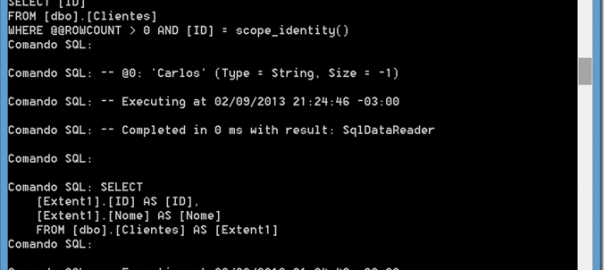 SELECT [ID]
FROM [dbo].[Clientes]
WHERE @@ROWCOUNT > 0 AND [ID] = scope_identity()
Comando SQL:
Comando SQL: -- @0: 'Carlos' (Type = String, Size = -1)
Comando SQL: -- Executing at 02/09/2013 21:24:46 -03:00
Comando SQL: -- Completed in 0 ms with result: SqlDataReader
Comando SQL:
Comando SQL: SELECT
[Extent1].[ID] AS [ID],
[Extent1].[Nome] AS [Nome]
FROM [dbo].[Clientes] AS [Extent1]
Comando SQL: